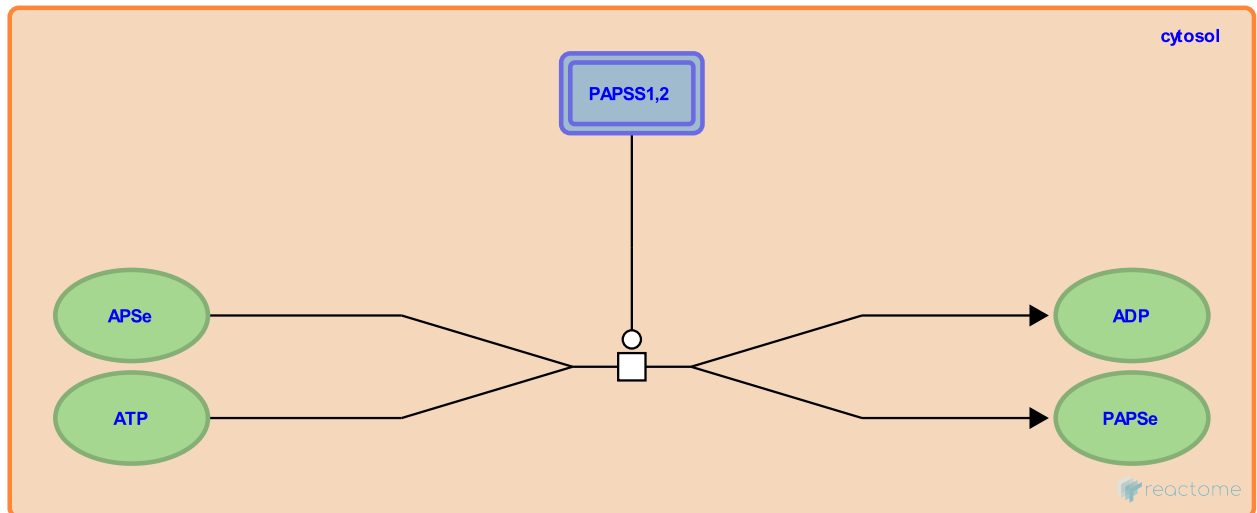 cytosol
PAPSS1,2
APSe
ADP
ATP
PAPSe
reactome